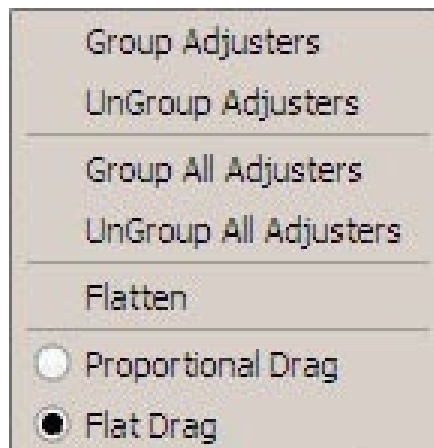 Group Adjusters
UnGroup Adjusters
Group All Adjusters
UnGroup All Adjusters
Flatten
Proportional Drag
Flat Drag